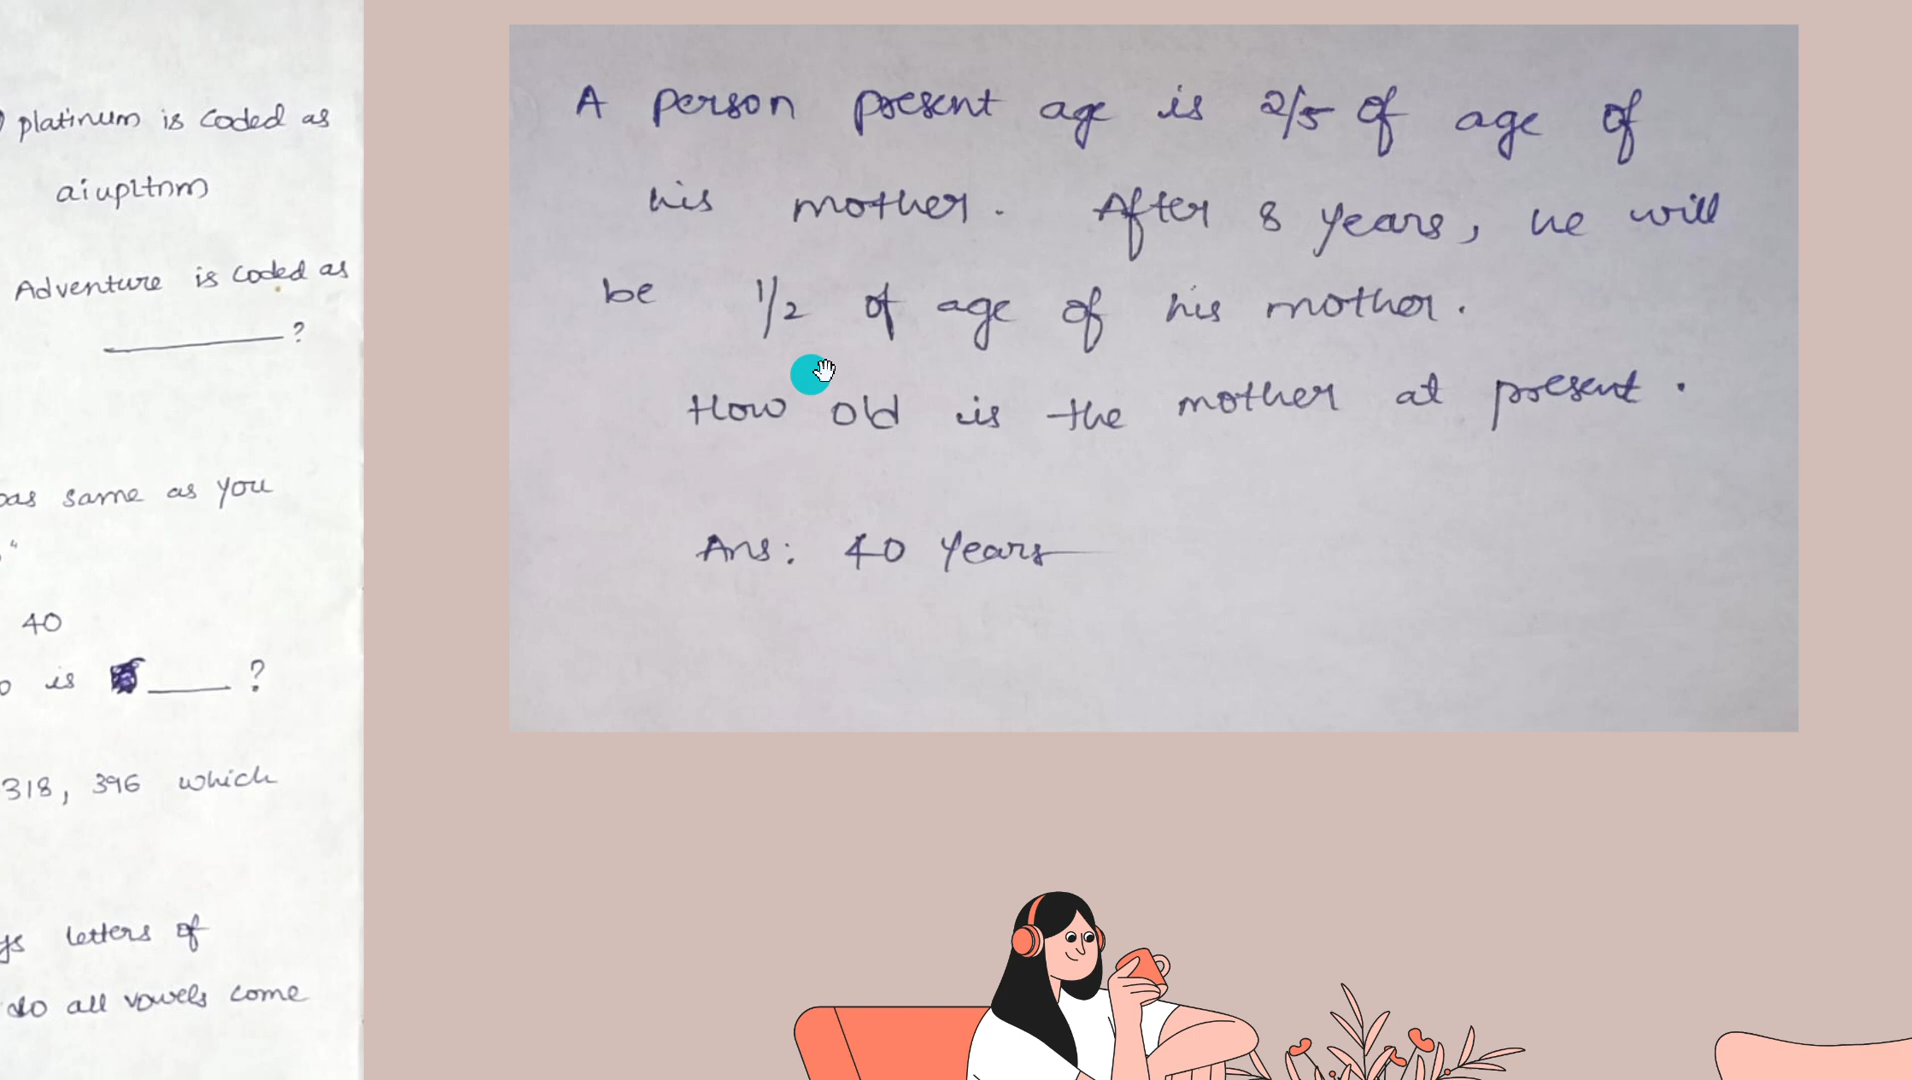 platinum is coded as
aiupltnm
Adventure is coded as
?
same as you
40
is ?
318, 396 which
letters of
do all vowels come
A person present age is 2/5 of age of
his mother. After 8 years, he will
be 1/2 of age of his mother.
How old is the mother at present.
Ans: 40 years